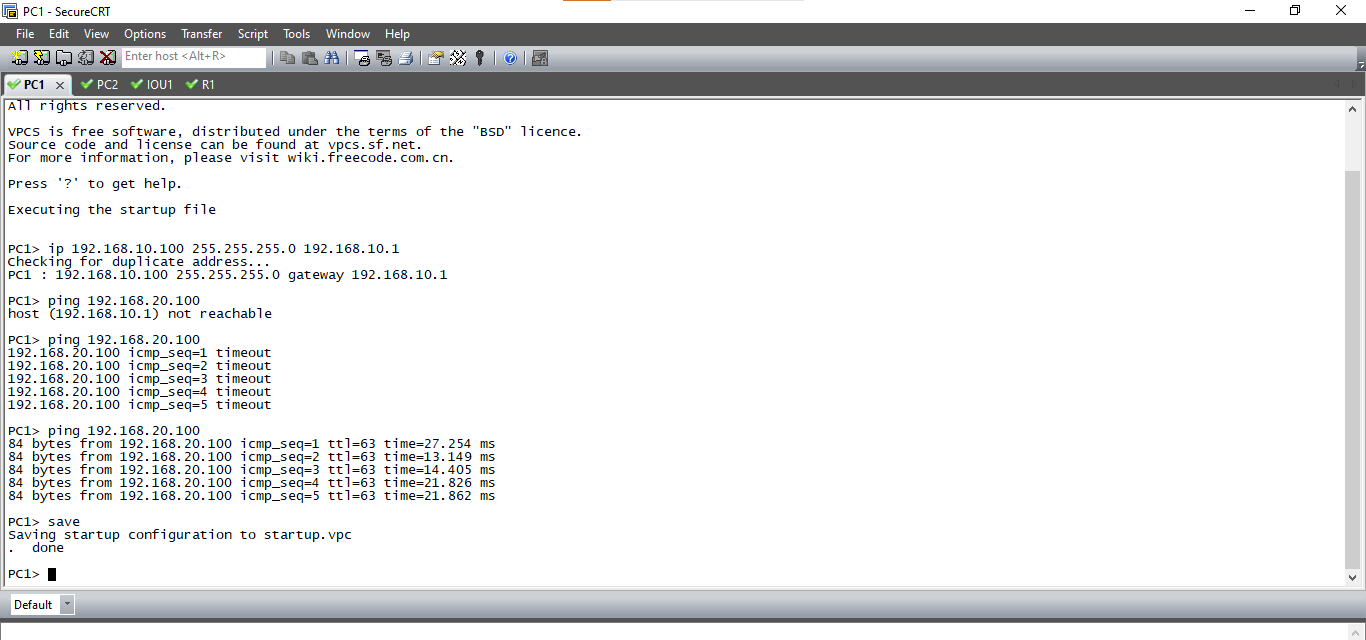 PC1 - SecureCRT
File Edit View Options Transfer Script Tools Window Help
Enter host <Alt+R>
PC1 PC2 IOU1 R1
All rights reserved.
VPCS is free software, distributed under the terms of the "BSD" licence.
Source code and license can be found at vpcs.sf.net.
For more information, please visit wiki.freecode.com.cn.
Press '?' to get help.
Executing the startup file
PC1> ip 192.168.10.100 255.255.255.0 192.168.10.1
Checking for duplicate address...
PC1 : 192.168.10.100 255.255.255.0 gateway 192.168.10.1
PC1> ping 192.168.20.100
host (192.168.10.1) not reachable
PC1> ping 192.168.20.100
192.168.20.100 icmp_seq=1 timeout
192.168.20.100 icmp_seq=2 timeout
192.168.20.100 icmp_seq=3 timeout
192.168.20.100 icmp_seq=4 timeout
192.168.20.100 icmp_seq=5 timeout
PC1> ping 192.168.20.100
84 bytes from 192.168.20.100 icmp_seq=1 ttl=63 time=27.254 ms
84 bytes from 192.168.20.100 icmp_seq=2 ttl=63 time=13.149 ms
84 bytes from 192.168.20.100 icmp_seq=3 ttl=63 time=14.405 ms
84 bytes from 192.168.20.100 icmp_seq=4 ttl=63 time=21.826 ms
84 bytes from 192.168.20.100 icmp_seq=5 ttl=63 time=21.862 ms
PC1> save
Saving startup configuration to startup.vpc
.  done
PC1>
Default